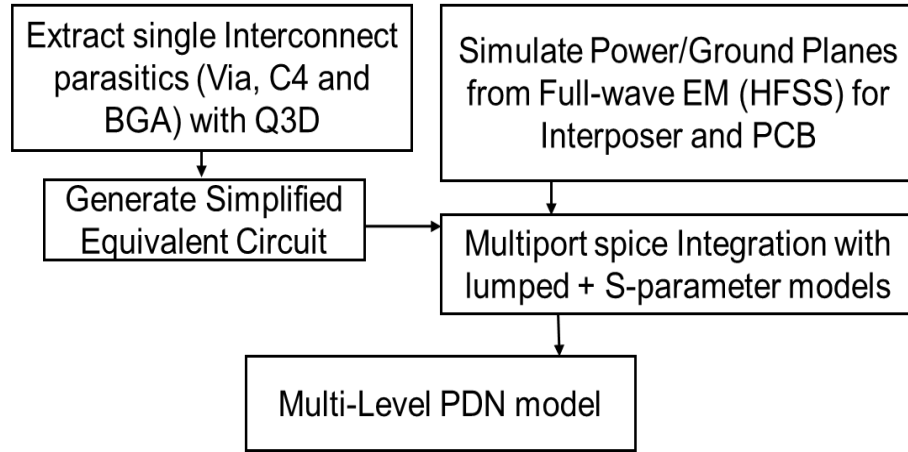 Extract single Interconnect
parasitics (Via, C4 and
BGA) with Q3D
Simulate Power/Ground Planes
from Full-wave EM (HFSS) for
Interposer and PCB
Generate Simplified
Equivalent Circuit
Multiport spice Integration with
lumped + S-parameter models
Multi-Level PDN model